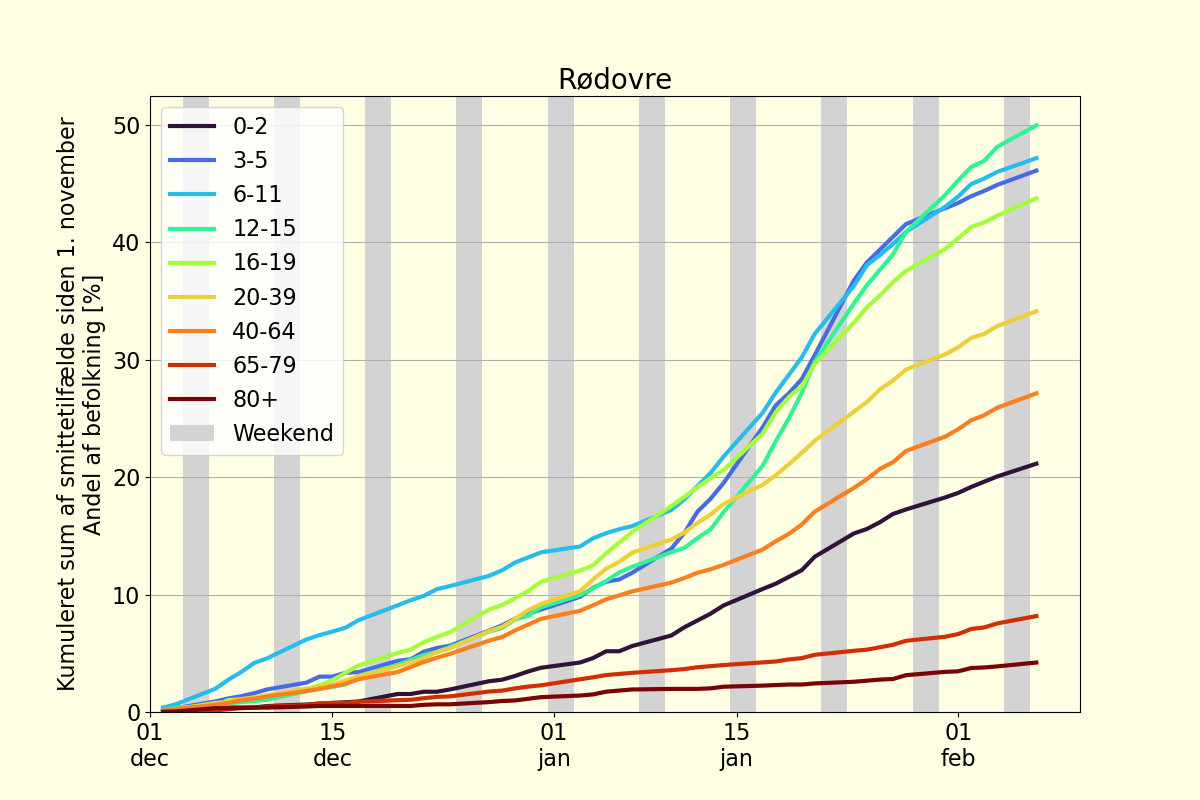 Rødovre
Kumuleret sum af smittetilfælde siden 1. november
Andel af befolkning [%]
50
40
30
20
10
0
0-2
3-5
6-11
12-15
16-19
20-39
40-64
65-79
80+
Weekend
01 15 01 15 01
dec dec jan jan feb